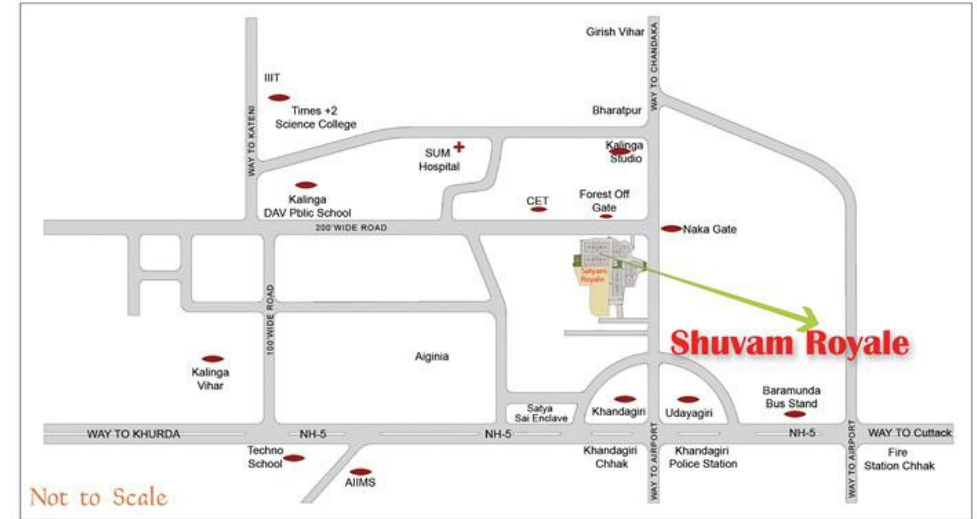 Girish Vihar
WAY TO CHANDAKA
IIIT
Times +2
Science College
WAY TO KATENI
Bharatpur
SUM
Hospital
Kalinga
Studio
Kalinga
DAV Pblic School
CET
Forest Off
Gate
200'WIDE ROAD
Naka Gate
Satyam
Royale
100'WIDE ROAD
Shuvam Royale
Aiginia
Kalinga
Vihar
Baramunda
Bus Stand
Satya
Sai Enclave
Khandagiri
Udayagiri
WAY TO KHURDA
NH-5
NH-5
NH-5
WAY TO Cuttack
Techno
School
AIIMS
Khandagiri
Chhak
WAY TO AIRPORT
Khandagiri
Police Station
WAY TO AIRPORT
Fire
Station Chhak
Not to Scale